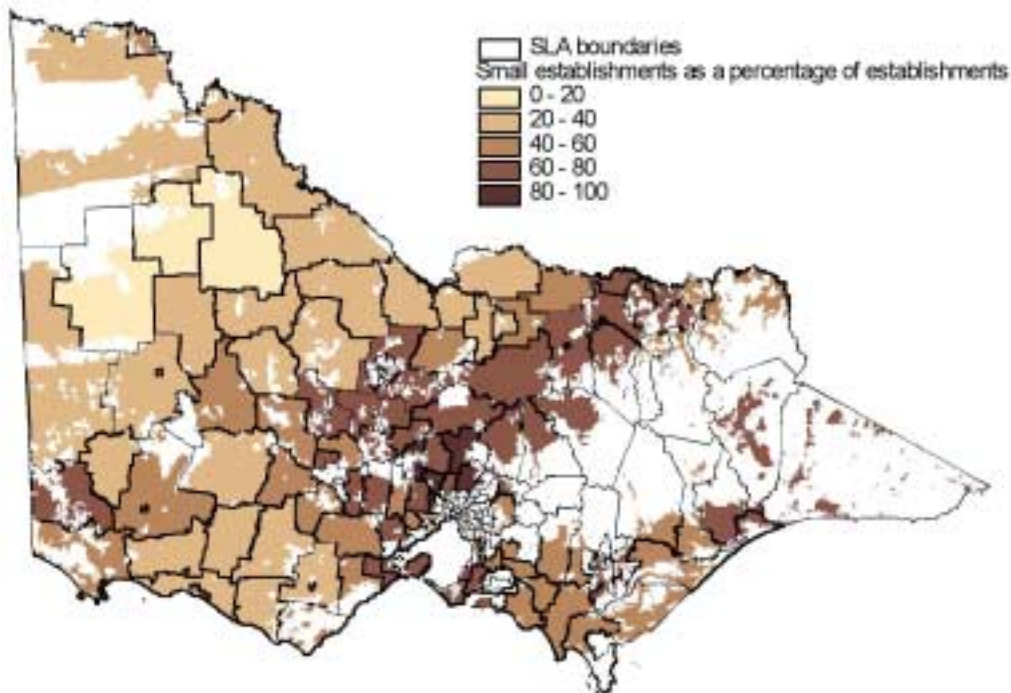 SLA boundaries
Small establishments as a percentage of establishments
0 - 20
20 - 40
40 - 60
60 - 80
80 - 100